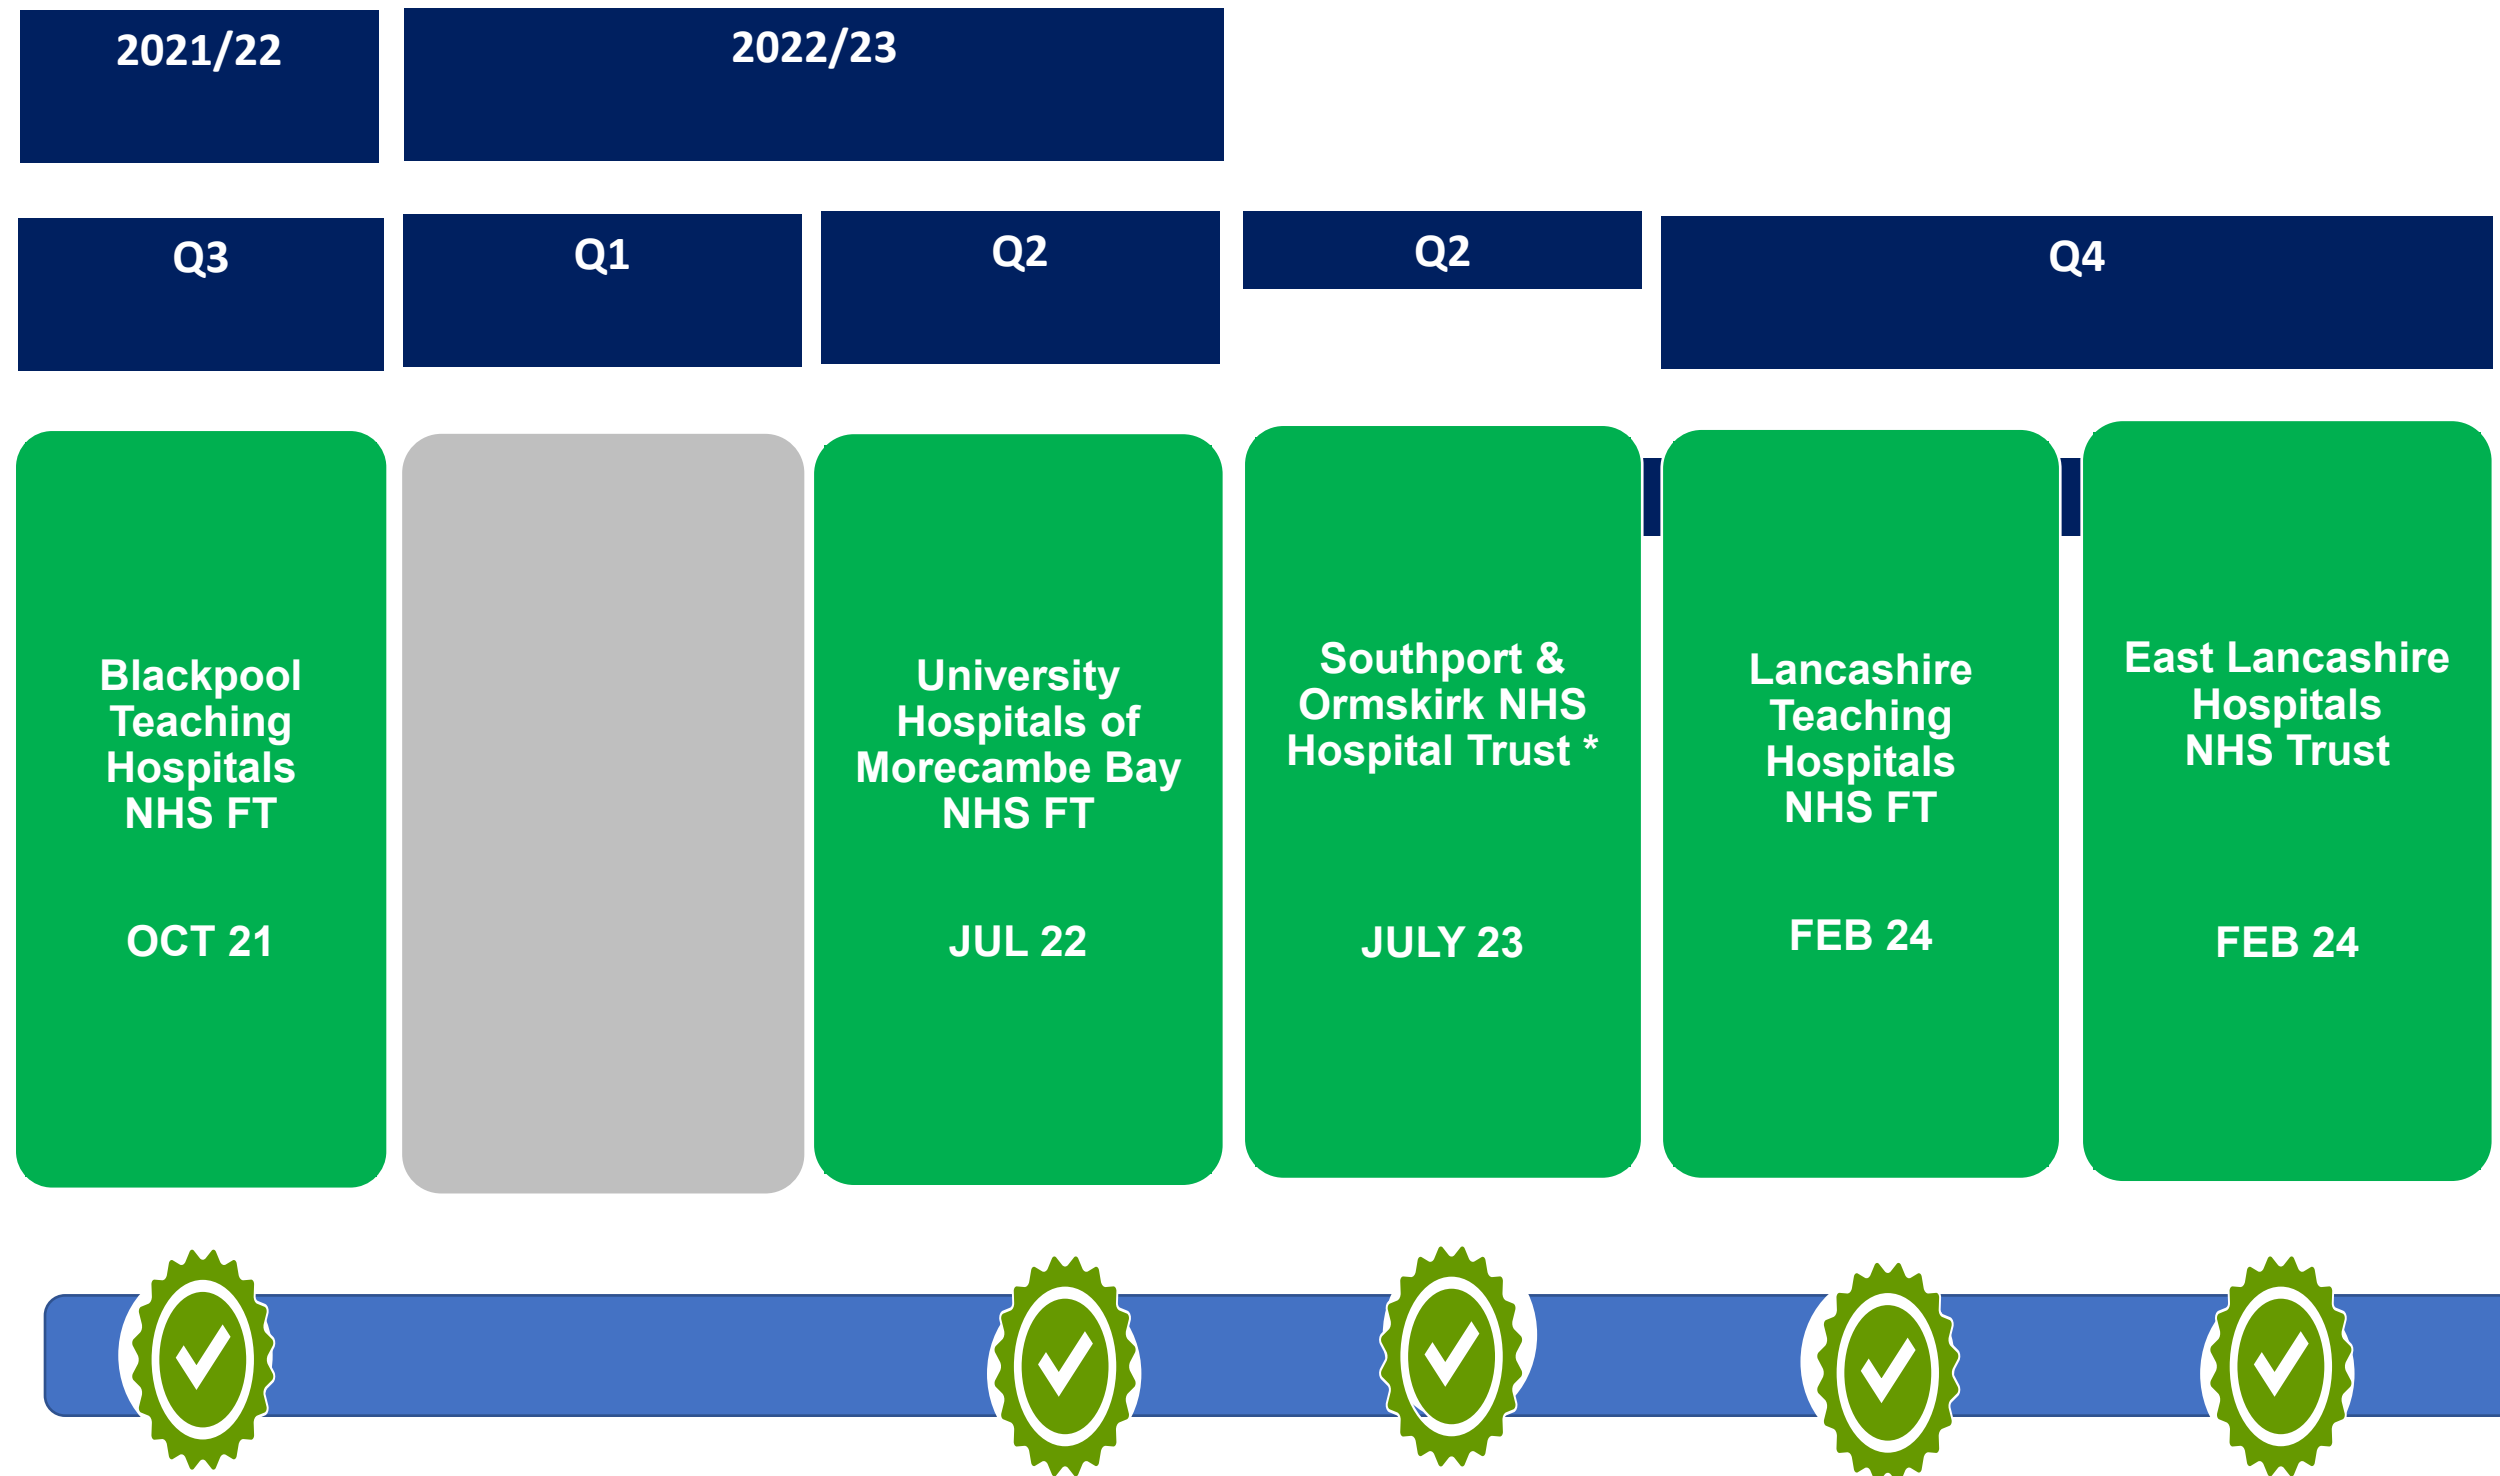 2021/22
2022/23
Q3
Q1
Q2
Q2
Q4
Blackpool
Teaching
Hospitals
NHS FT
OCT 21
University
Hospitals of
Morecambe Bay
NHS FT
JUL 22
Southport &
Ormskirk NHS
Hospital Trust *
JULY 23
Lancashire
Teaching
Hospitals
NHS FT
FEB 24
East Lancashire
Hospitals
NHS Trust
FEB 24